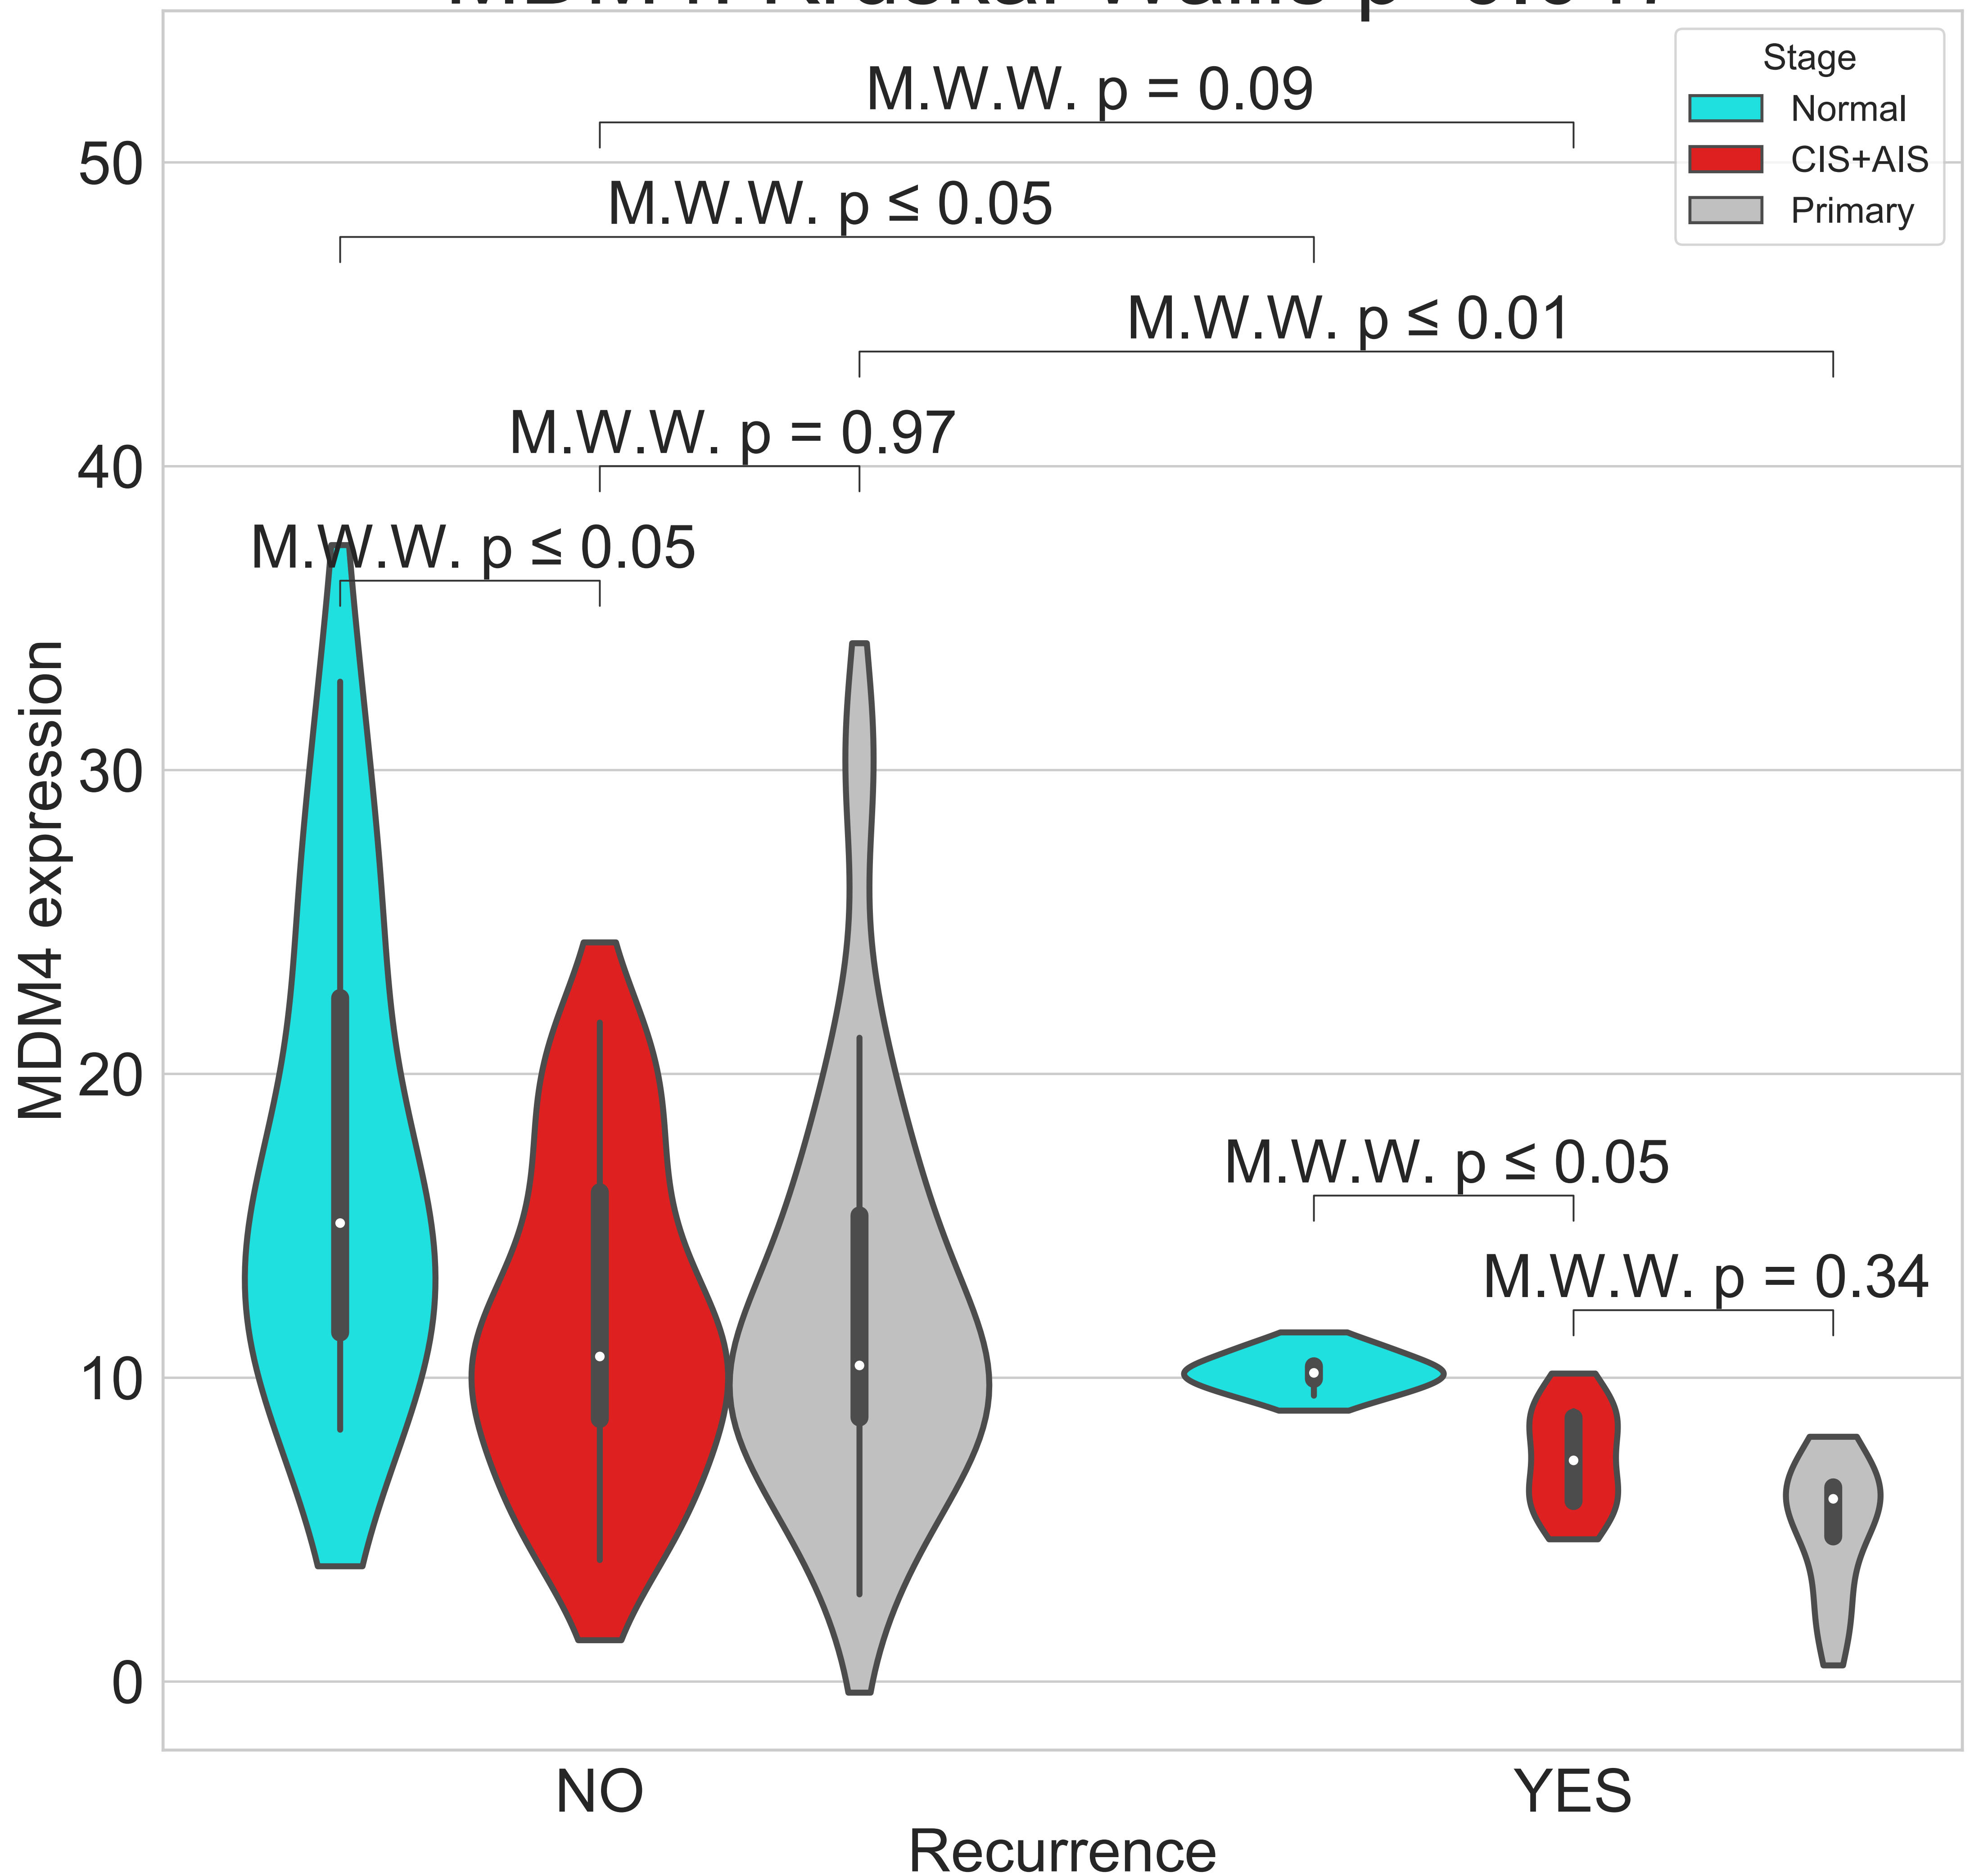 Stage
Normal
CIS+AIS
Primary
M.W.W. p = 0.09
M.W.W. p ≤ 0.05
M.W.W. p ≤ 0.01
M.W.W. p = 0.97
M.W.W. p ≤ 0.05
M.W.W. p ≤ 0.05
M.W.W. p = 0.34
50
40
30
20
10
0
MDM4 expression
NO
YES
Recurrence